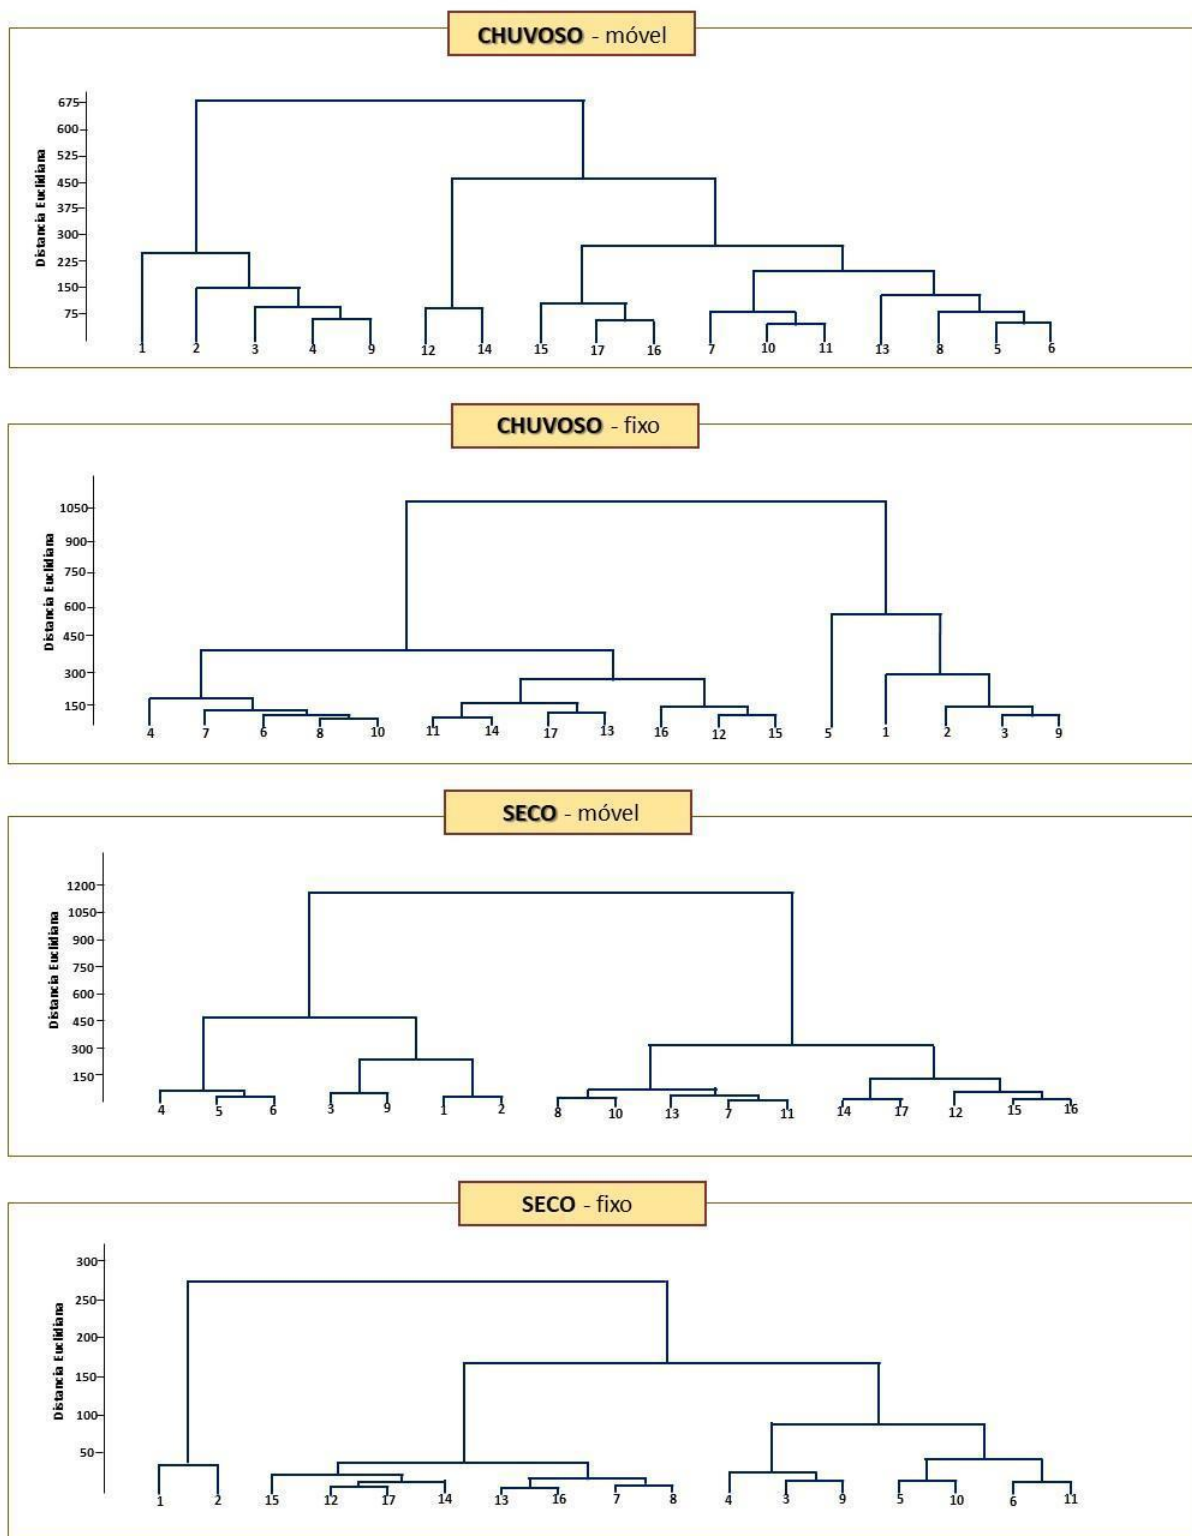 CHUVOSO - móvel
Distancia Euclidiana
675
600
525
450
375
300
225
150
75
1 2 3 4 9 12 14 15 17 16 7 10 11 13 8 5 6
CHUVOSO - fixo
Distancia Euclidiana
1050
900
750
600
450
300
150
4 7 6 8 10 11 14 17 13 16 12 15 5 1 2 3 9
SECO - móvel
Distancia Euclidiana
1200
1050
900
750
600
450
300
150
4 5 6 3 9 1 2 8 10 13 7 11 14 17 12 15 16
SECO - fixo
Distancia Euclidiana
300
250
200
150
100
50
1 2 15 12 17 14 13 16 7 8 4 3 9 5 10 6 11